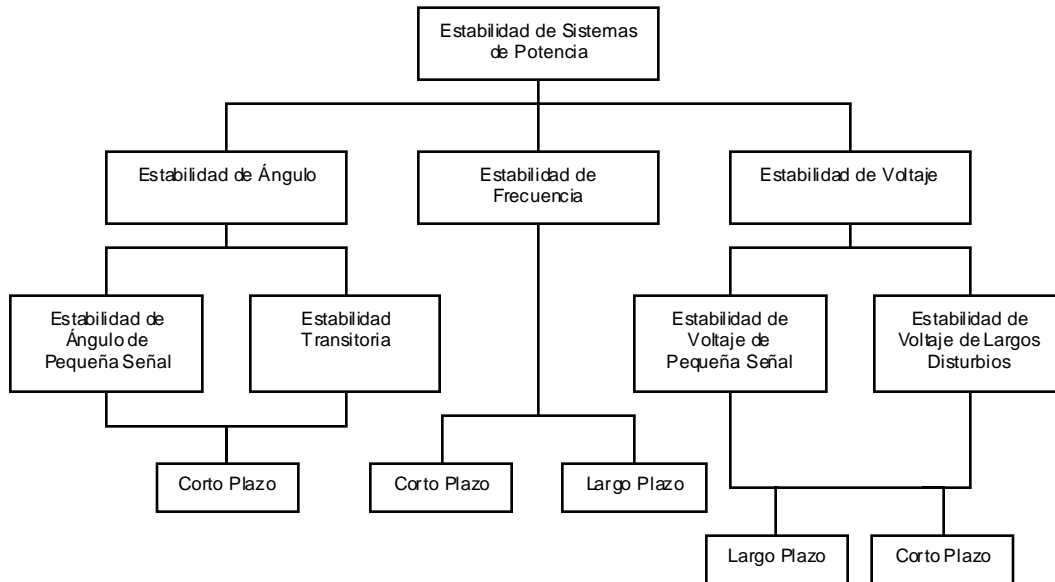 Estabilidad de Sistemas
de Potencia
Estabilidad de Ángulo
Estabilidad de
Frecuencia
Estabilidad de Voltaje
Estabilidad de
Ángulo de
Pequeña Señal
Estabilidad
Transitoria
Estabilidad de
Voltaje de
Pequeña Señal
Estabilidad de
Voltaje de Largos
Disturbios
Corto Plazo
Corto Plazo
Largo Plazo
Largo Plazo
Corto Plazo